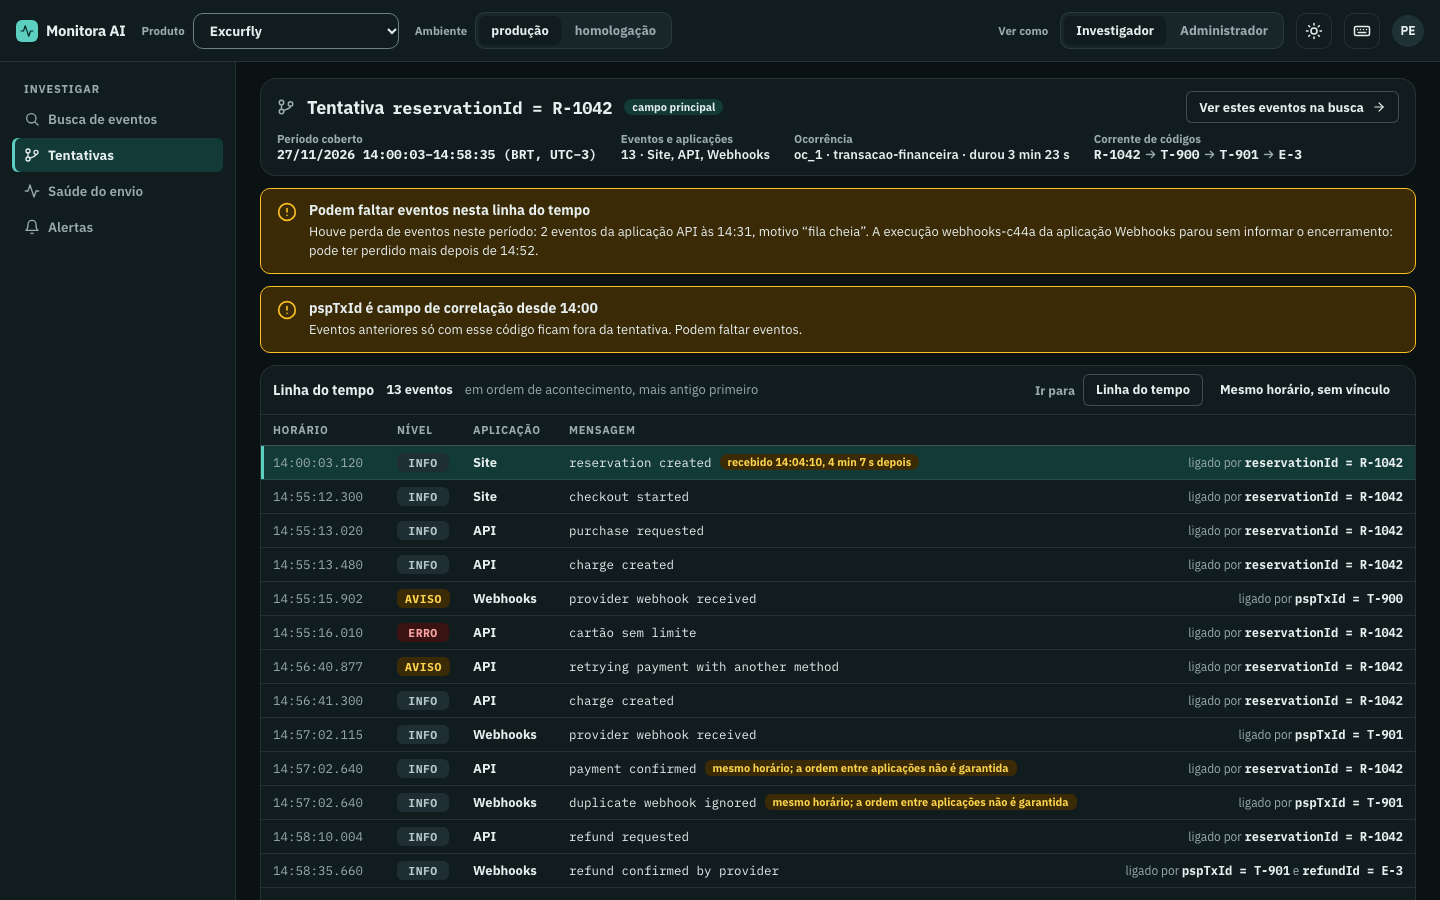 Monitora AI Produto Excurfly Ambiente produção homologação Ver como Investigador Administrador PE
INVESTIGAR
Busca de eventos
Tentativas
Saúde do envio
Alertas
Tentativa reservationId = R-1042 campo principal Ver estes eventos na busca →
Período coberto
27/11/2026 14:00:03–14:58:35 (BRT, UTC−3)
Eventos e aplicações
13 · Site, API, Webhooks
Ocorrência
oc_1 · transacao-financeira · durou 3 min 23 s
Corrente de códigos
R-1042 → T-900 → T-901 → E-3
Podem faltar eventos nesta linha do tempo
Houve perda de eventos neste período: 2 eventos da aplicação API às 14:31, motivo “fila cheia”. A execução webhooks-c44a da aplicação Webhooks parou sem informar o encerramento:
pode ter perdido mais depois de 14:52.
pspTxId é campo de correlação desde 14:00
Eventos anteriores só com esse código ficam fora da tentativa. Podem faltar eventos.
Linha do tempo 13 eventos em ordem de acontecimento, mais antigo primeiro Ir para Linha do tempo Mesmo horário, sem vínculo
HORÁRIO NÍVEL APLICAÇÃO MENSAGEM
14:00:03.120 INFO Site reservation created recebido 14:04:10, 4 min 7 s depois ligado por reservationId = R-1042
14:55:12.300 INFO Site checkout started ligado por reservationId = R-1042
14:55:13.020 INFO API purchase requested ligado por reservationId = R-1042
14:55:13.480 INFO API charge created ligado por reservationId = R-1042
14:55:15.902 AVISO Webhooks provider webhook received ligado por pspTxId = T-900
14:55:16.010 ERRO API cartão sem limite ligado por reservationId = R-1042
14:56:40.877 AVISO API retrying payment with another method ligado por reservationId = R-1042
14:56:41.300 INFO API charge created ligado por reservationId = R-1042
14:57:02.115 INFO Webhooks provider webhook received ligado por pspTxId = T-901
14:57:02.640 INFO API payment confirmed mesmo horário; a ordem entre aplicações não é garantida ligado por reservationId = R-1042
14:57:02.640 INFO Webhooks duplicate webhook ignored mesmo horário; a ordem entre aplicações não é garantida ligado por pspTxId = T-901
14:58:10.004 INFO API refund requested ligado por reservationId = R-1042
14:58:35.660 INFO Webhooks refund confirmed by provider ligado por pspTxId = T-901 e refundId = E-3